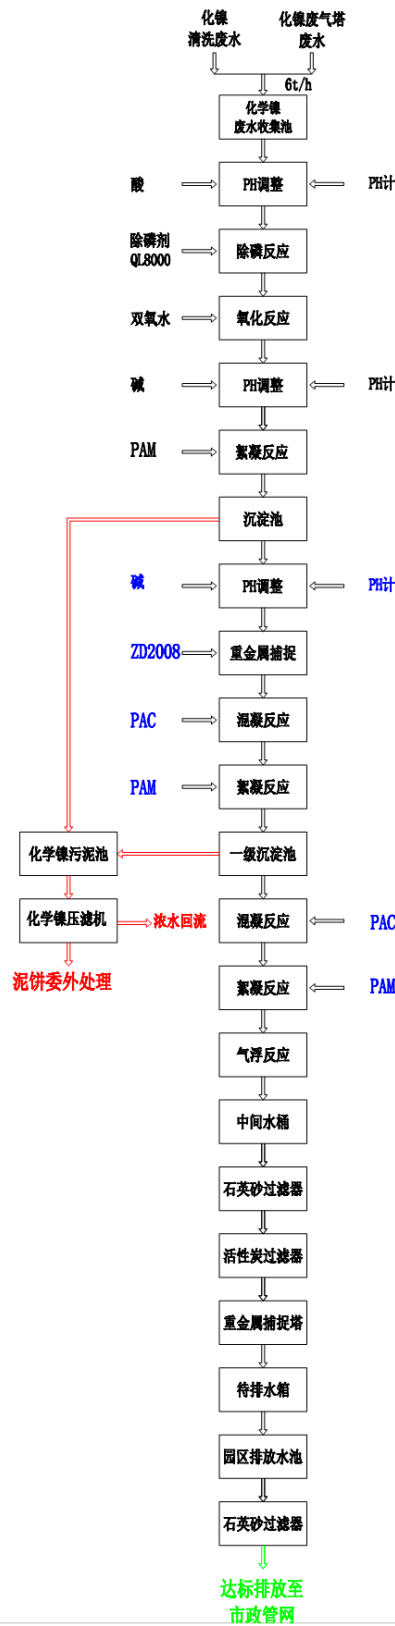 化镍
清洗废水
化镍废气塔
废水
6t/h
化学镍
废水收集池
酸
PH调整
PH计
除磷剂
QL8000
除磷反应
双氧水
氧化反应
碱
PH调整
PH计
PAM
絮凝反应
沉淀池
碱
PH调整
PH计
ZD2008
重金属捕捉
PAC
混凝反应
PAM
絮凝反应
化学镍污泥池
一级沉淀池
化学镍压滤机
浓水回流
混凝反应
PAC
泥饼委外处理
絮凝反应
PAM
气浮反应
中间水桶
石英砂过滤器
活性炭过滤器
重金属捕捉塔
待排水箱
园区排放水池
石英砂过滤器
达标排放至
市政管网